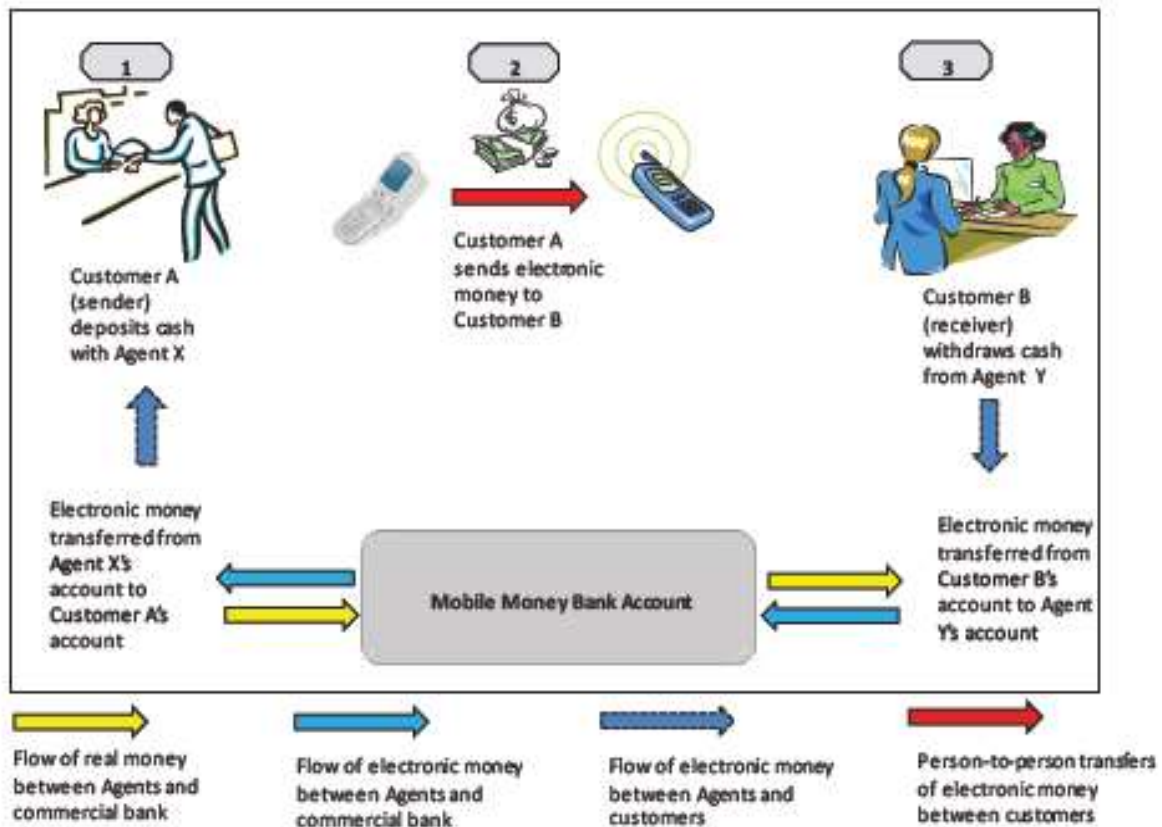 1
2
3
Customer A
(sender)
deposits cash
with Agent X
Customer A
sends electronic
money to
Customer B
Customer B
(receiver)
withdraws cash
from Agent Y
Electronic money
transferred from
Agent X's
account to
Customer A's
account
Mobile Money Bank Account
Electronic money
transferred from
Customer B's
account to Agent
Y's account
Flow of real money
between Agents and
commercial bank
Flow of electronic money
between Agents and
commercial bank
Flow of electronic money
between Agents and
customers
Person-to-person transfers
of electronic money
between customers